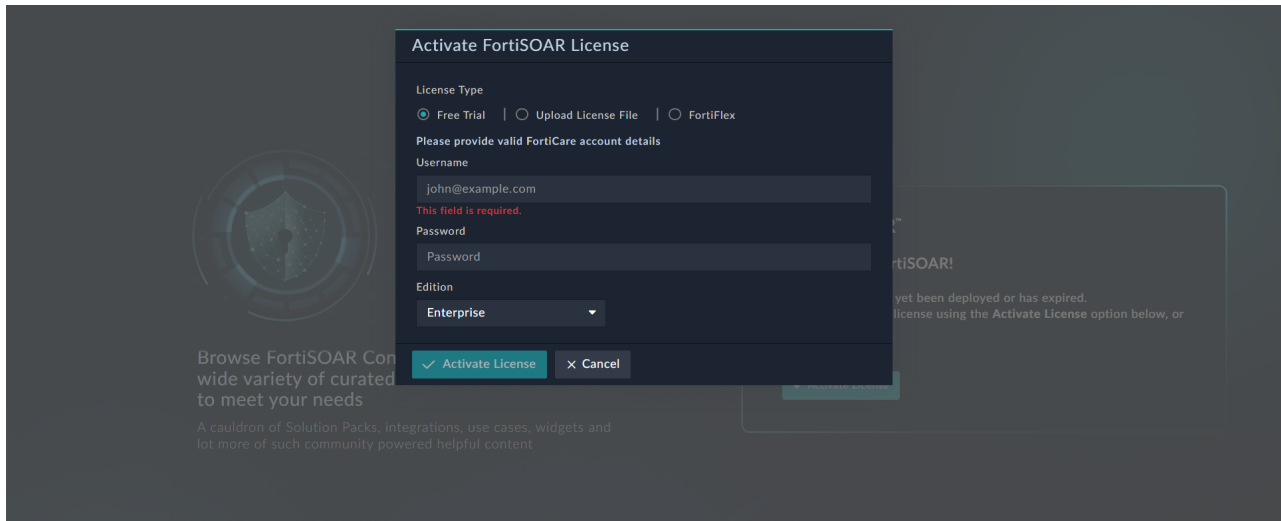 Activate FortiSOAR License
License Type
Free Trial | Upload License File | FortiFlex
Please provide valid FortiCare account details
Username
john@example.com
This field is required.
Password
Password
Edition
Enterprise
Activate License
Cancel
rtiSOAR!
yet been deployed or has expired.
license using the Activate License option below, or
Activate License
Browse FortiSOAR Con
wide variety of curated
to meet your needs
A cauldron of Solution Packs, integrations, use cases, widgets and
lot more of such community powered helpful content